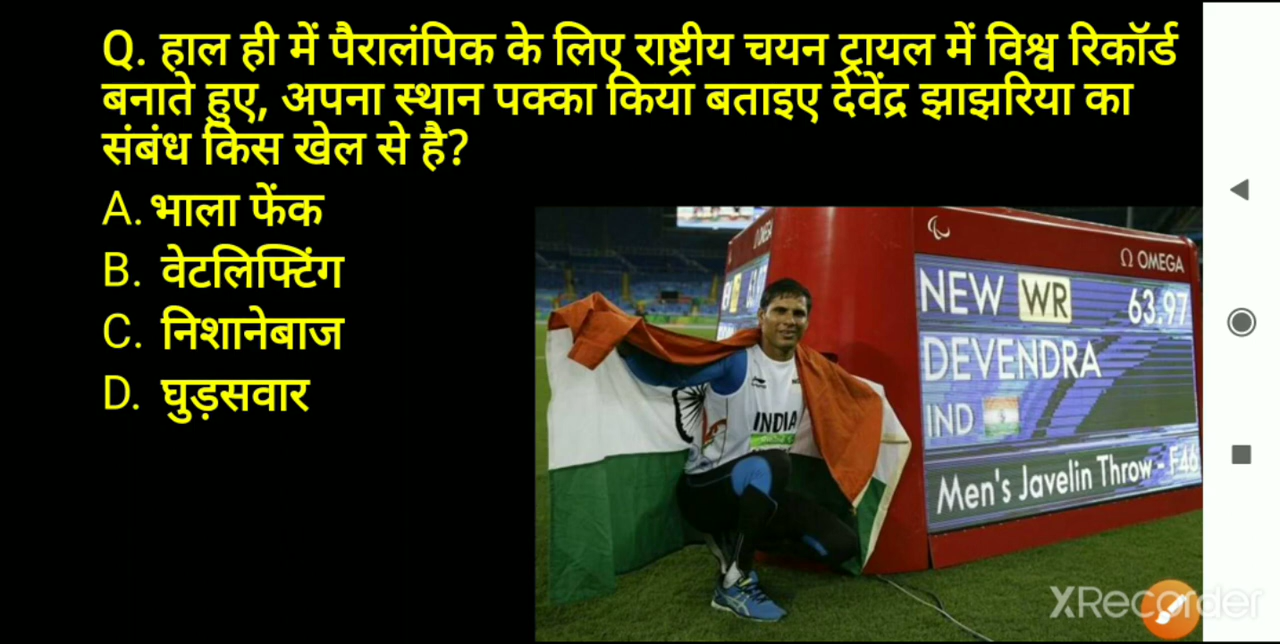 Q. हाल ही में पैरालंपिक के लिए राष्ट्रीय चयन ट्रायल में विश्व रिकॉर्ड
बनाते हुए, अपना स्थान पक्का किया बताइए देवेंद्र झाझरिया का
संबंध किस खेल से है?
A. भाला फेंक
B. वेटलिफ्टिंग
C. निशानेबाज
D. घुड़सवार
Ω OMEGA
NEW WR 63.97
DEVENDRA
IND
Men's Javelin Throw - F46
INDIA
XRecorder